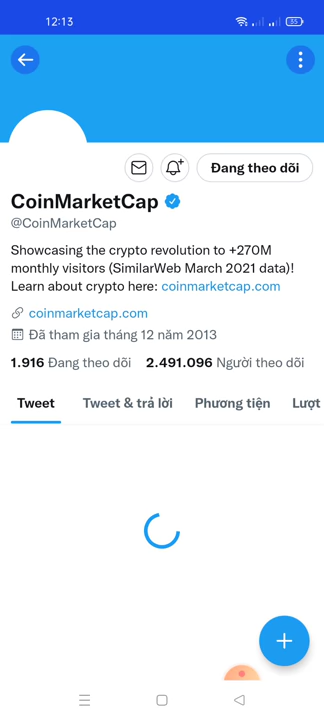 12:13
35
Đang theo dõi
CoinMarketCap
@CoinMarketCap
Showcasing the crypto revolution to +270M
monthly visitors (SimilarWeb March 2021 data)!
Learn about crypto here: coinmarketcap.com
coinmarketcap.com
Đã tham gia tháng 12 năm 2013
1.916 Đang theo dõi 2.491.096 Người theo dõi
Tweet Tweet & trả lời Phương tiện Lượt